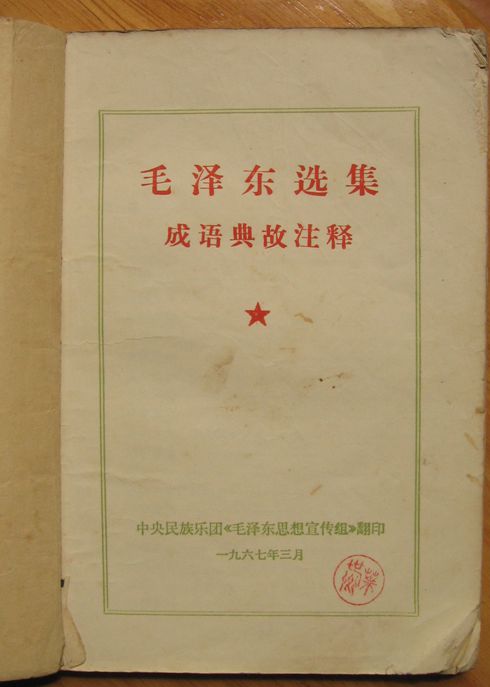 毛泽东选集
成语典故注释
中央民族乐团《毛泽东思想宣传组》翻印
一九六七年三月